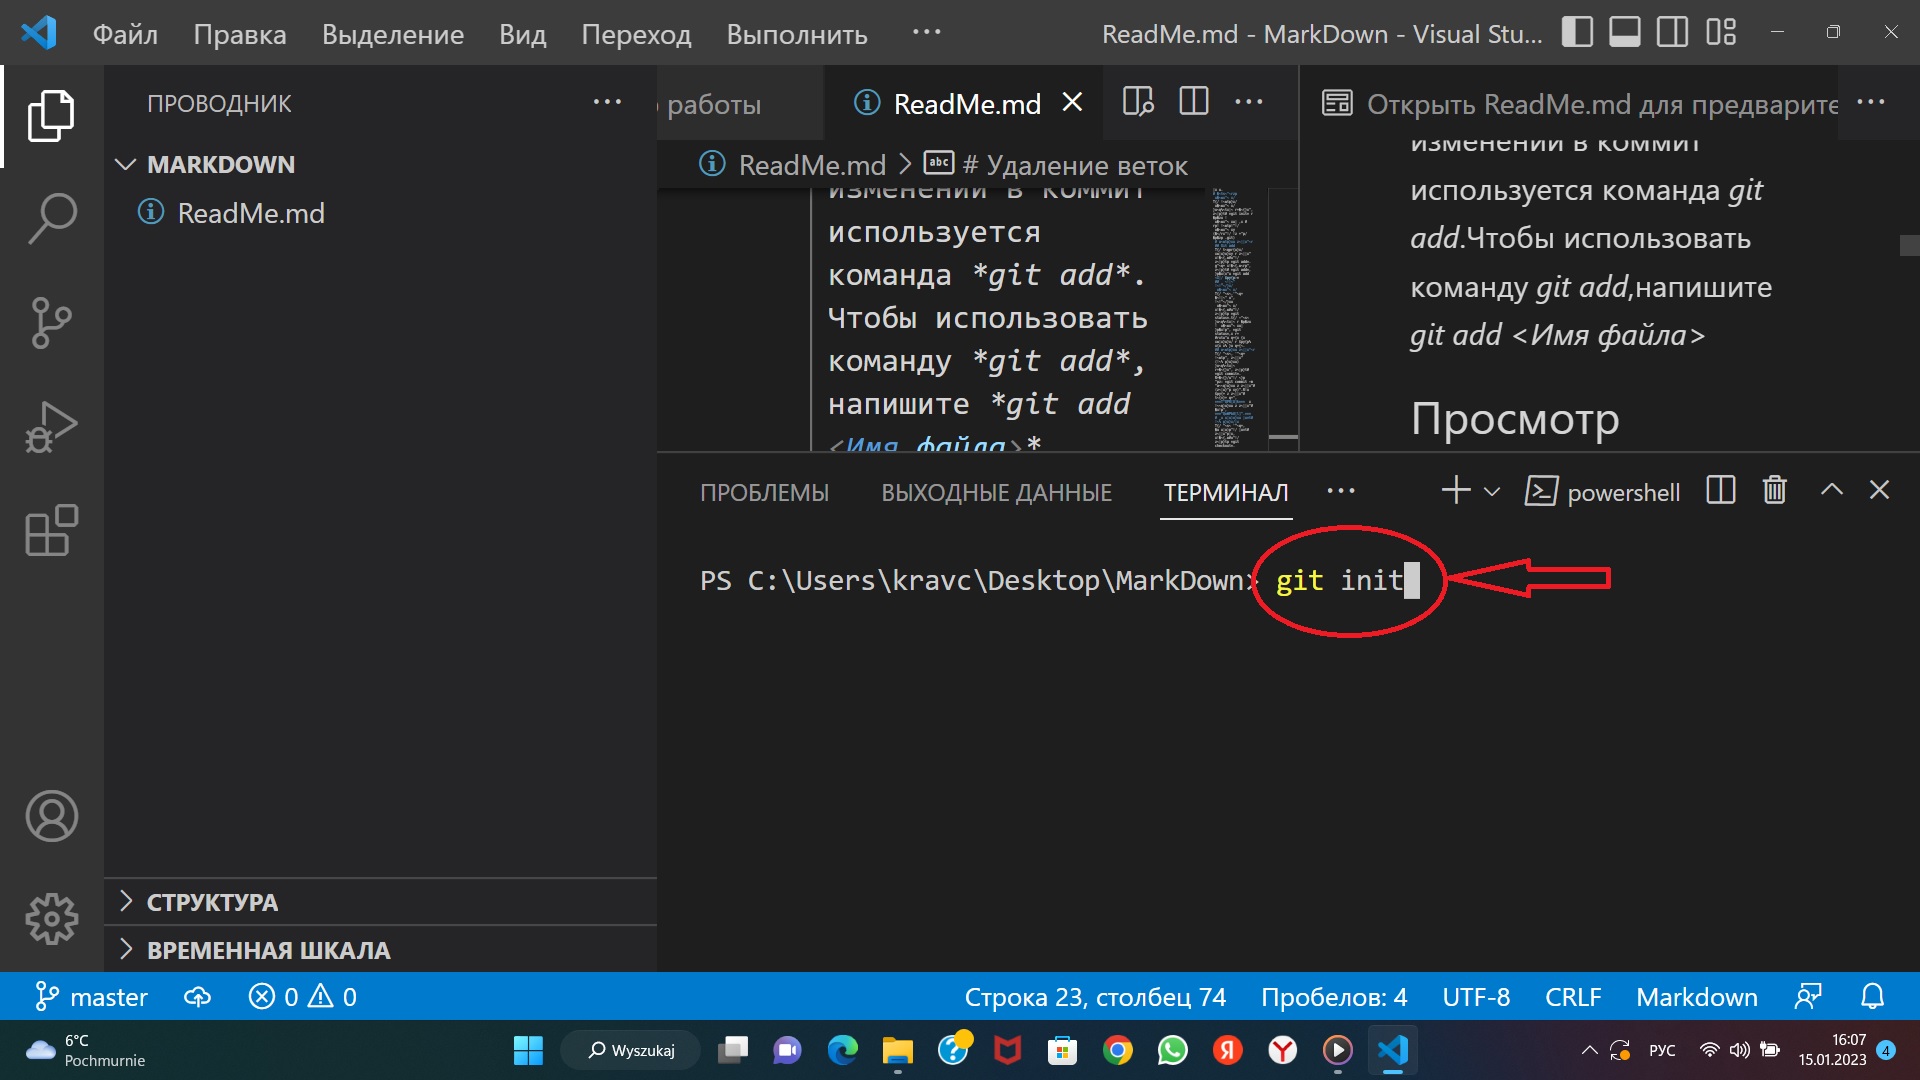 Файл Правка Выделение Вид Переход Выполнить ··· ReadMe.md - MarkDown - Visual Stu...
ПРОВОДНИК
MARKDOWN
ReadMe.md
СТРУКТУРА
ВРЕМЕННАЯ ШКАЛА
работы ReadMe.md
ReadMe.md > # Удаление веток
изменений в коммит
используется
команда *git add*.
Чтобы использовать
команду *git add*,
напишите *git add
<Имя файла>*
Открыть ReadMe.md для предварите
изменений в коммит
используется команда git
add.Чтобы использовать
команду git add,напишите
git add <Имя файла>
Просмотр
ПРОБЛЕМЫ ВЫХОДНЫЕ ДАННЫЕ ТЕРМИНАЛ ··· powershell
PS C:\Users\kravc\Desktop\MarkDown> git init
master 0 0 Строка 23, столбец 74 Пробелов: 4 UTF-8 CRLF Markdown
6°C
Pochmurnie
Wyszukaj
РУС
16:07
15.01.2023
4